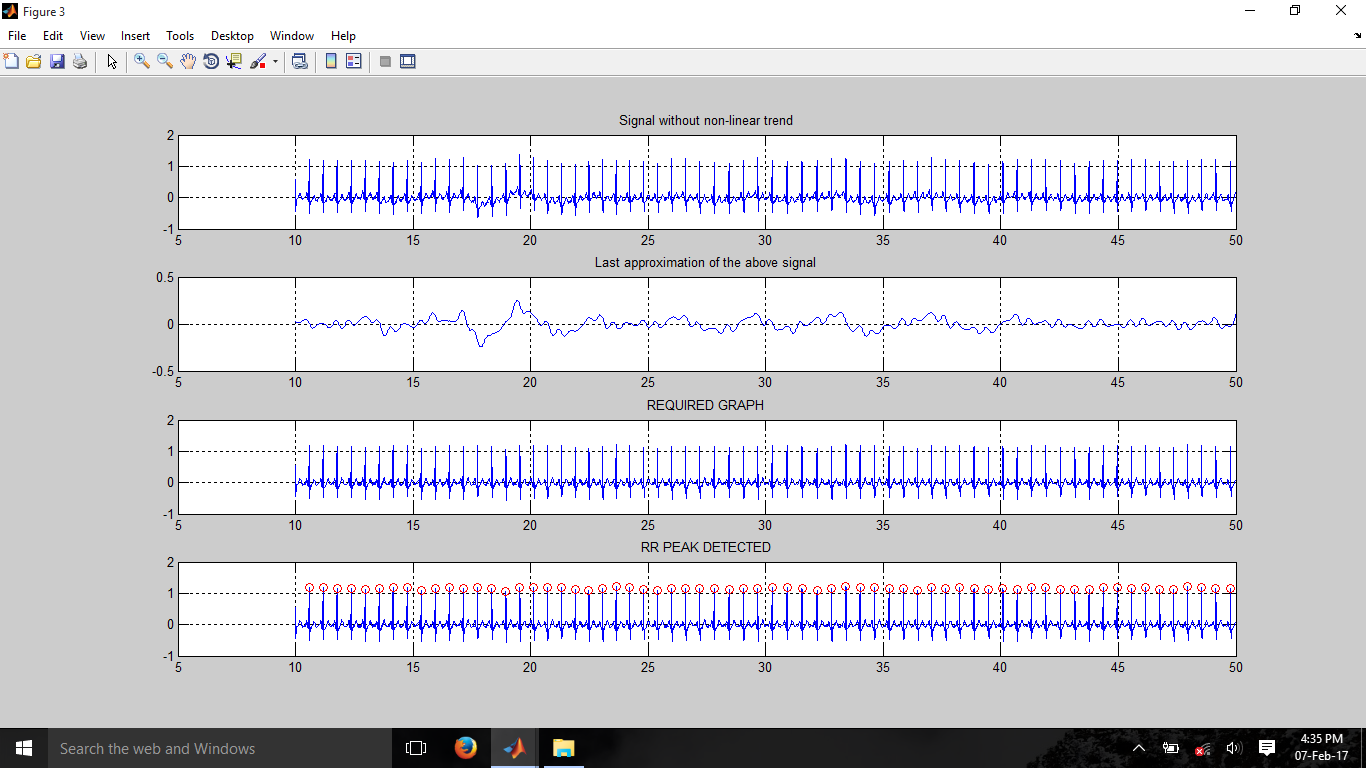 Figure 3
File Edit View Insert Tools Desktop Window Help
Signal without non-linear trend
2
1
0
-1
5 10 15 20 25 30 35 40 45 50
Last approximation of the above signal
0.5
0
-0.5
5 10 15 20 25 30 35 40 45 50
REQUIRED GRAPH
2
1
0
-1
5 10 15 20 25 30 35 40 45 50
RR PEAK DETECTED
2
1
0
-1
5 10 15 20 25 30 35 40 45 50
Search the web and Windows
4:35 PM
07-Feb-17